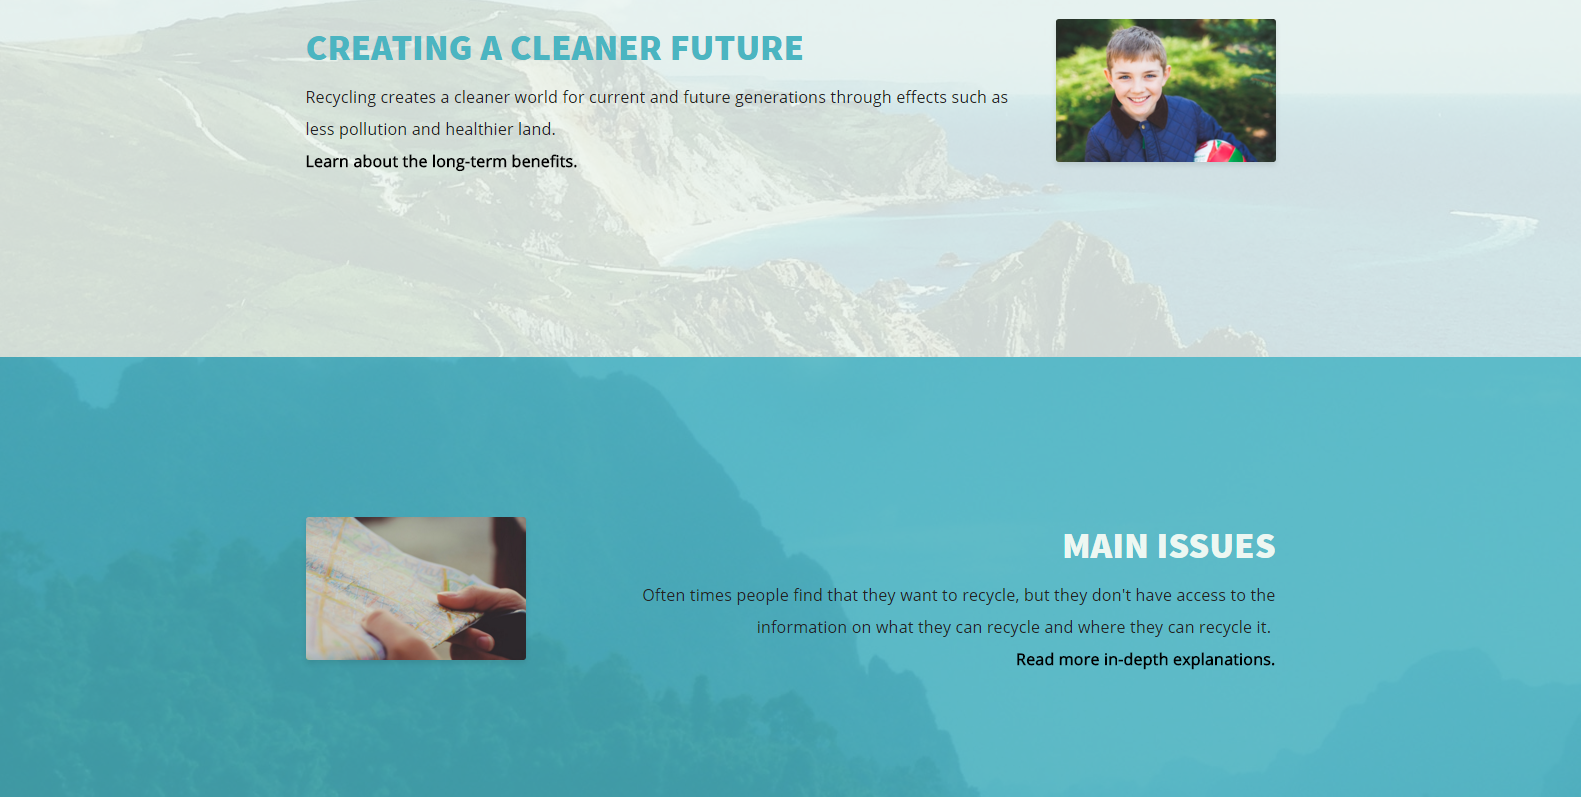 CREATING A CLEANER FUTURE
Recycling creates a cleaner world for current and future generations through effects such as
less pollution and healthier land.
Learn about the long-term benefits.
MAIN ISSUES
Often times people find that they want to recycle, but they don't have access to the
information on what they can recycle and where they can recycle it.
Read more in-depth explanations.